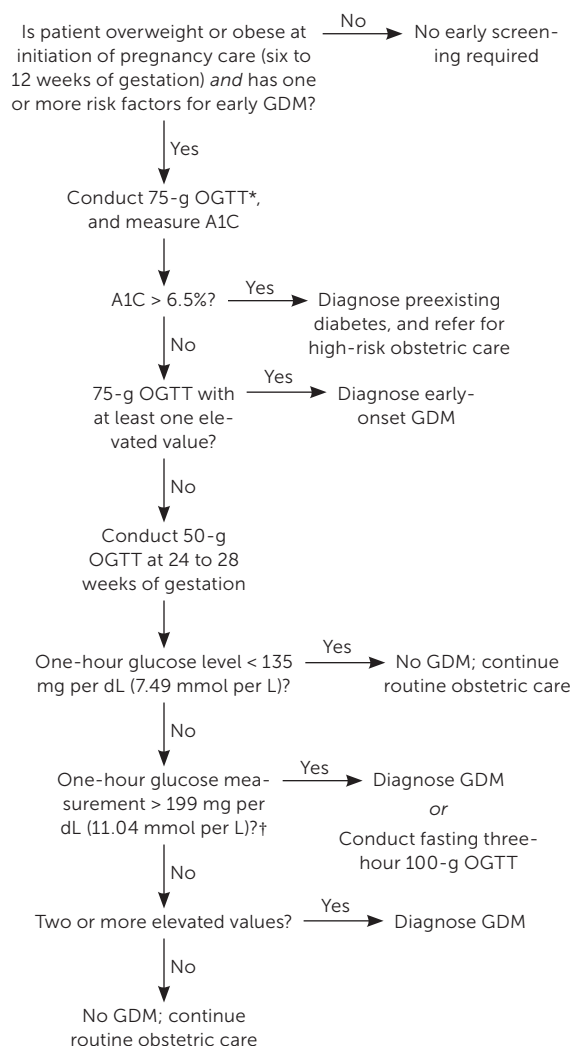 Is patient overweight or obese at
initiation of pregnancy care (six to
12 weeks of gestation) and has one
or more risk factors for early GDM?
No
No early screen-
ing required
Yes
Conduct 75-g OGTT*,
and measure A1C
A1C > 6.5%?
Yes
Diagnose preexisting
diabetes, and refer for
high-risk obstetric care
No
75-g OGTT with
at least one ele-
vated value?
Yes
Diagnose early-
onset GDM
No
Conduct 50-g
OGTT at 24 to 28
weeks of gestation
One-hour glucose level < 135
mg per dL (7.49 mmol per L)?
Yes
No GDM; continue
routine obstetric care
No
One-hour glucose mea-
surement > 199 mg per
dL (11.04 mmol per L)?†
Yes
Diagnose GDM
or
Conduct fasting three-
hour 100-g OGTT
No
Two or more elevated values?
Yes
Diagnose GDM
No
No GDM; continue
routine obstetric care